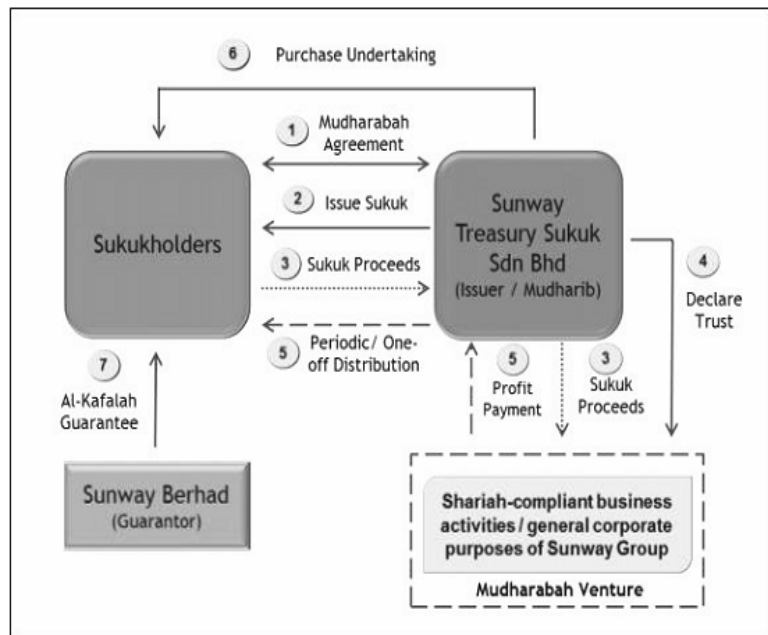 6 Purchase Undertaking
1 Mudharabah
Agreement
2 Issue Sukuk
Sukukholders
Sunway
Treasury Sukuk
Sdn Bhd
(Issuer / Mudharib)
3 Sukuk Proceeds
4
Declare
Trust
5 Periodic/ One-
off Distribution
7
Al-Kafalah
Guarantee
5
Profit
Payment
3
Sukuk
Proceeds
Sunway Berhad
(Guarantor)
Shariah-compliant business
activities / general corporate
purposes of Sunway Group
Mudharabah Venture